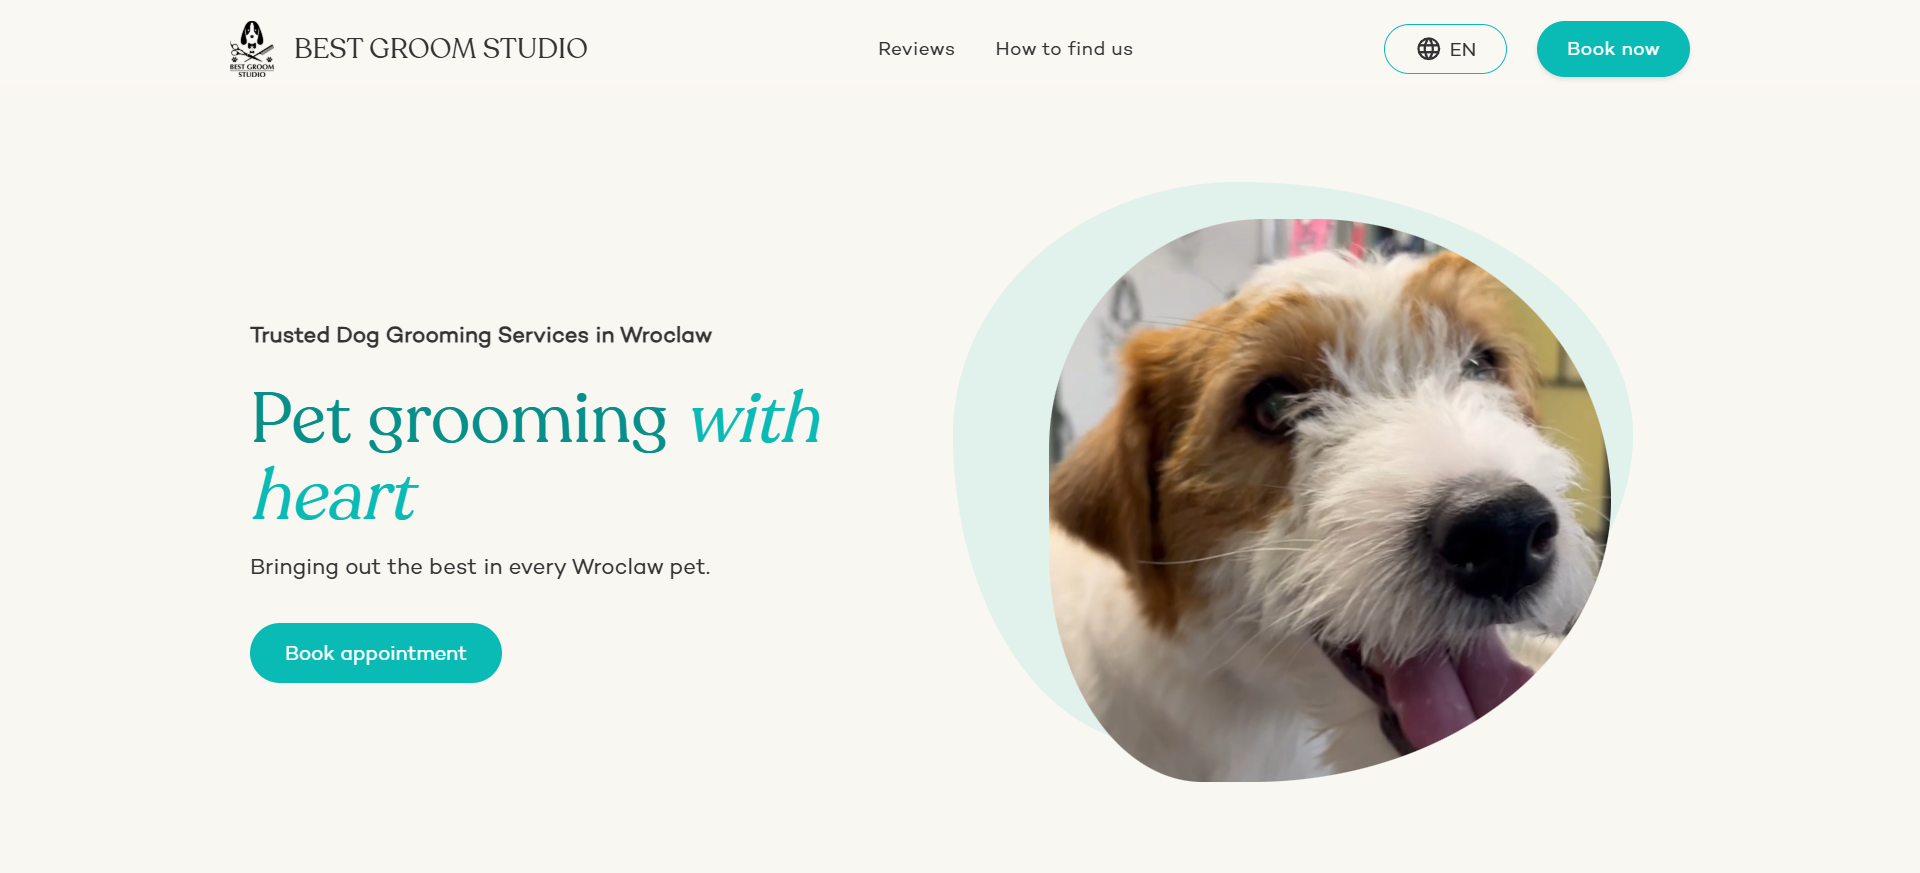 BEST GROOM
STUDIO
BEST GROOM STUDIO
Reviews
How to find us
EN
Book now
Trusted Dog Grooming Services in Wroclaw
Pet grooming with
heart
Bringing out the best in every Wroclaw pet.
Book appointment